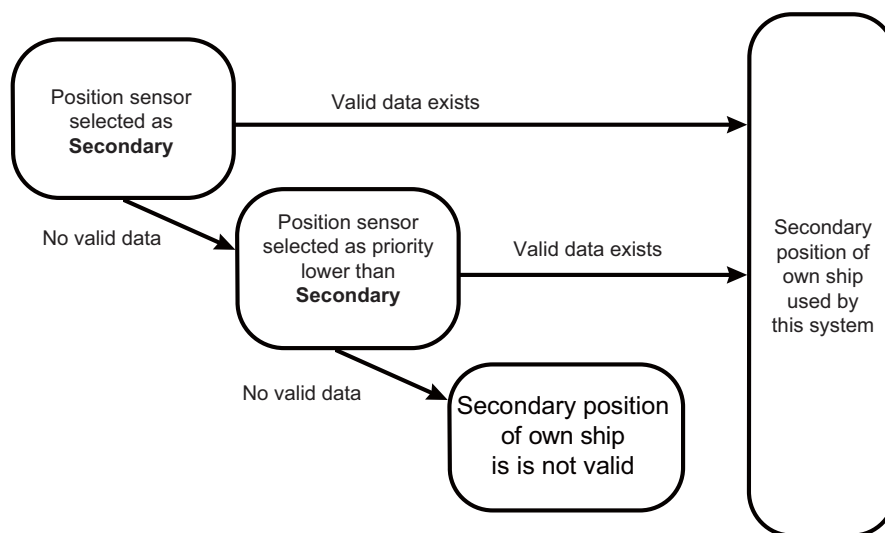 Position sensor
selected as
Secondary
Valid data exists
No valid data
Position sensor
selected as priority
lower than
Secondary
Valid data exists
No valid data
Secondary position
of own ship
is is not valid
Secondary
position of
own ship
used by
this system